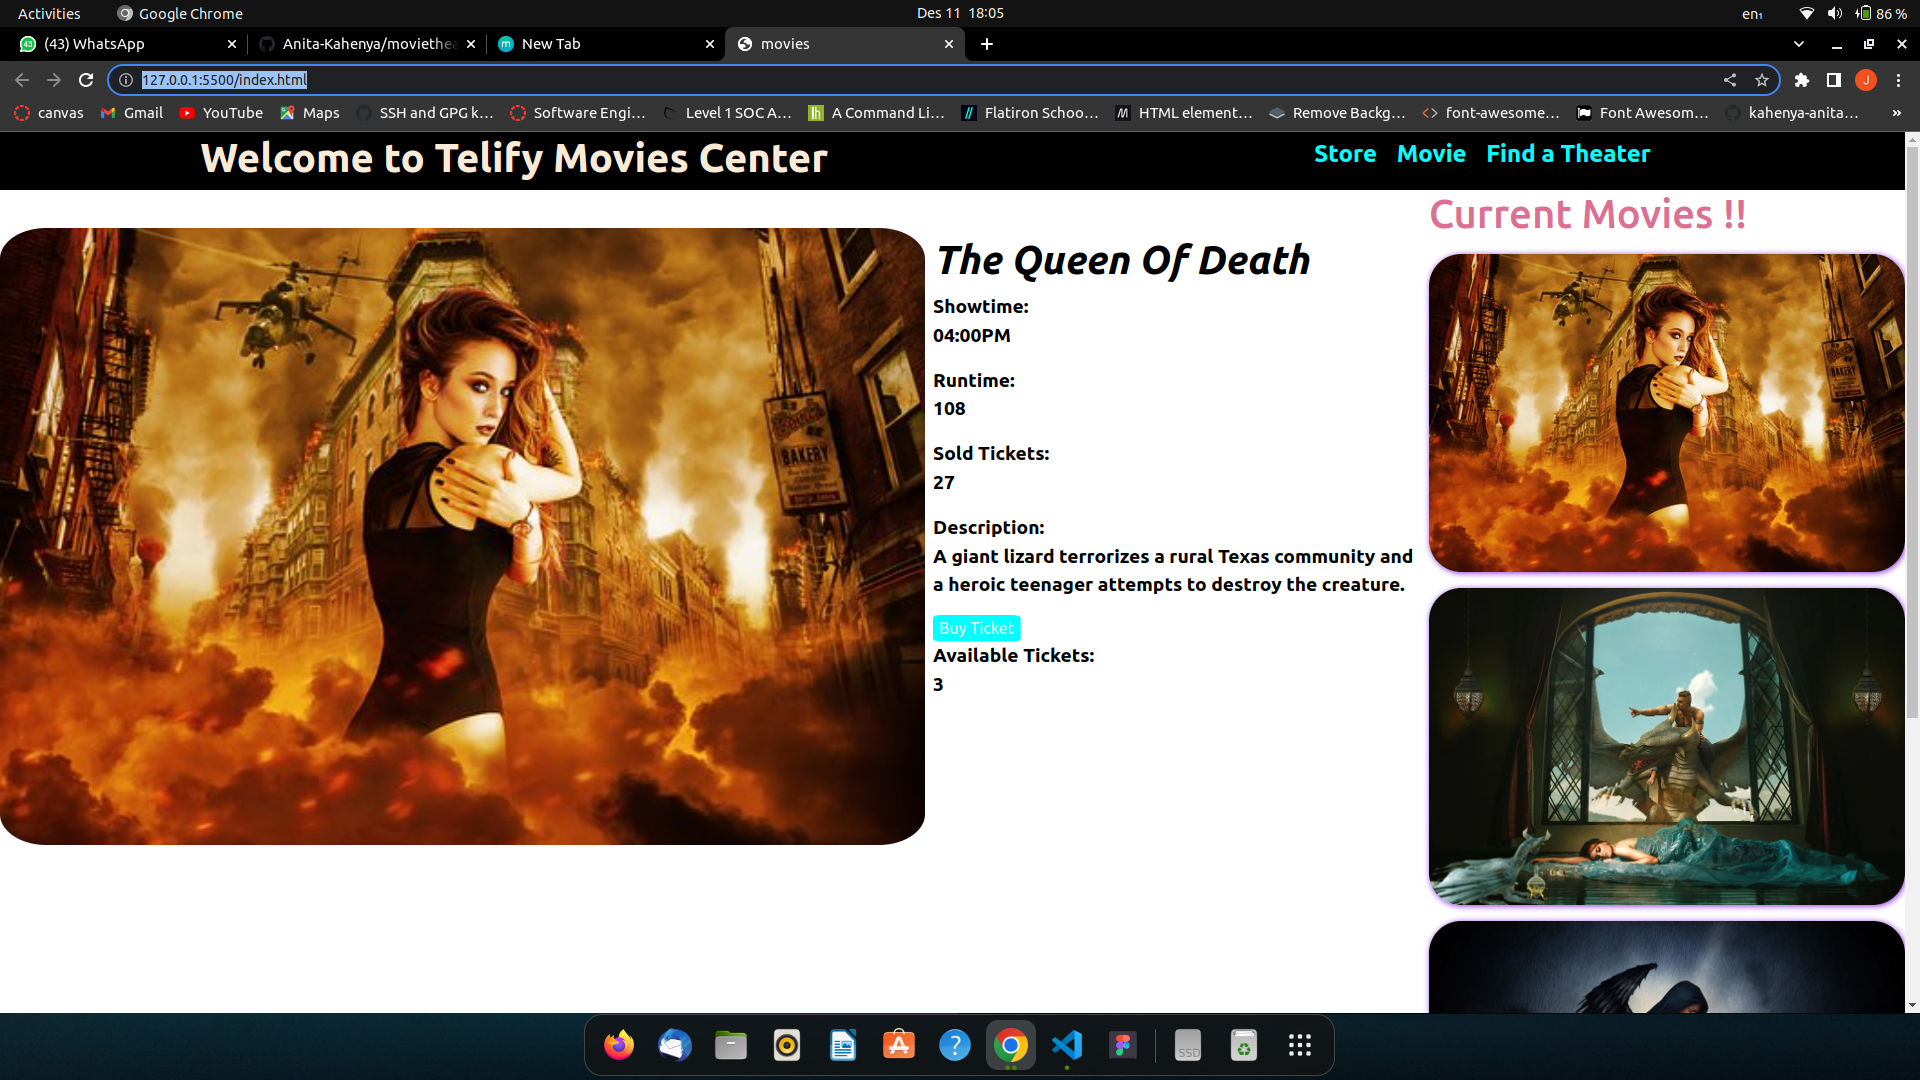 Activities
Google Chrome
Des 11 18:05
en₁
86 %
(43) WhatsApp
Anita-Kahenya/moviethea
New Tab
movies
127.0.0.1:5500/index.html
J
canvas
Gmail
YouTube
Maps
SSH and GPG k...
Software Engi...
Level 1 SOC A...
A Command Li...
Flatiron Schoo...
HTML element...
Remove Backg...
font-awesome...
Font Awesom...
kahenya-anita...
»
Welcome to Telify Movies Center
Store
Movie
Find a Theater
Current Movies !!
The Queen Of Death
Showtime:
04:00PM
Runtime:
108
Sold Tickets:
27
Description:
A giant lizard terrorizes a rural Texas community and
a heroic teenager attempts to destroy the creature.
Buy Ticket
Available Tickets:
3
BAKERY
BAKERY
SSD